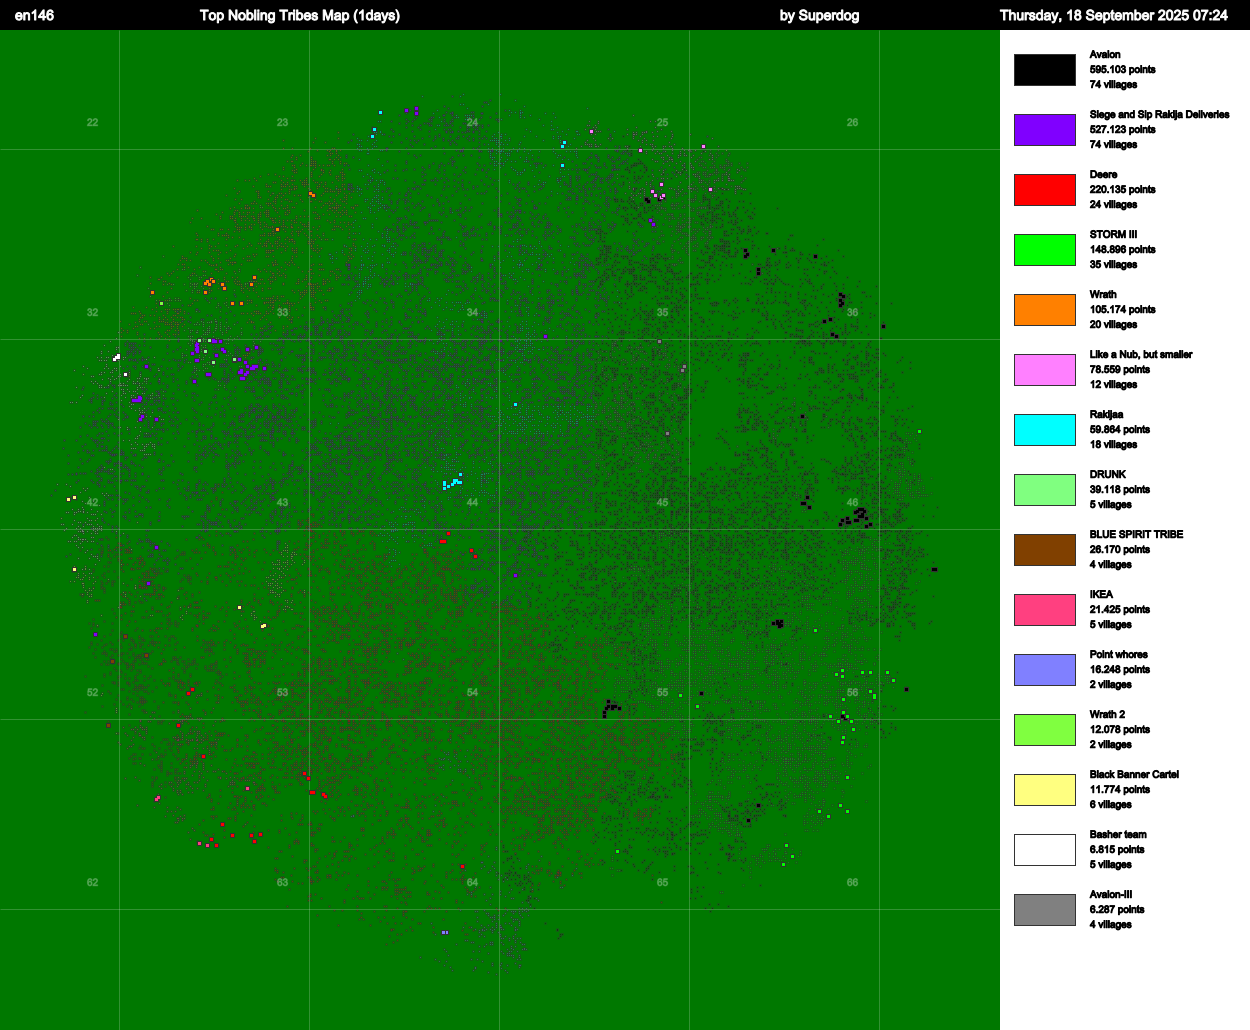 en146 Top Nobling Tribes Map (1days) by Superdog Thursday, 18 September 2025 07:24
Avalon
595.103 points
74 villages
Siege and Sip Rakija Deliveries
527.123 points
74 villages
Deere
220.135 points
24 villages
STORM III
148.896 points
35 villages
Wrath
105.174 points
20 villages
Like a Nub, but smaller
78.559 points
12 villages
Rakijaa
59.864 points
18 villages
DRUNK
39.118 points
5 villages
BLUE SPIRIT TRIBE
26.170 points
4 villages
IKEA
21.425 points
5 villages
Point whores
16.248 points
2 villages
Wrath 2
12.078 points
2 villages
Black Banner Cartel
11.774 points
6 villages
Basher team
6.815 points
5 villages
Avalon-III
6.287 points
4 villages
22 23 24 25 26
32 33 34 35 36
42 43 44 45 46
52 53 54 55 56
62 63 64 65 66